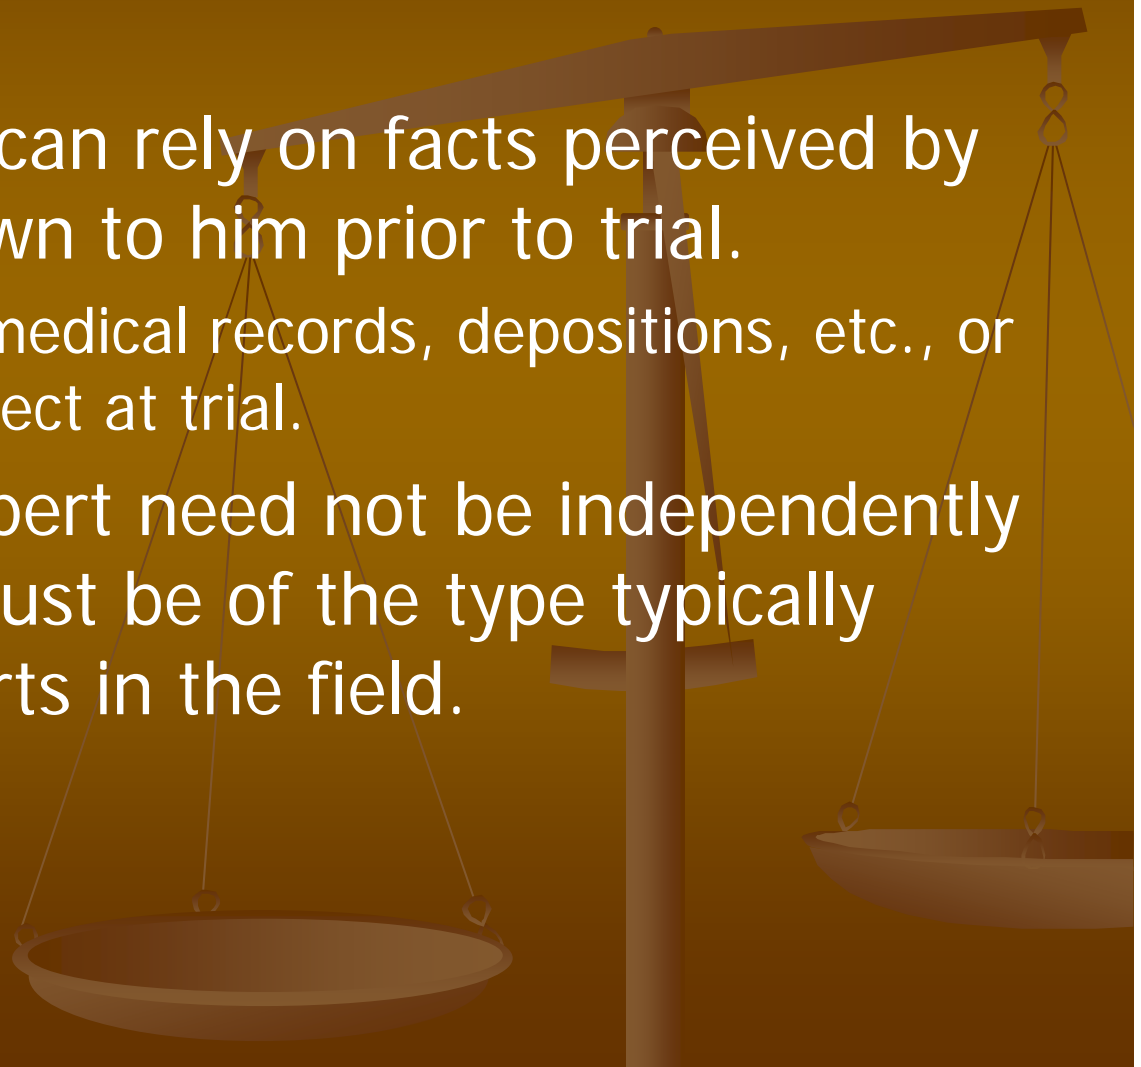 can rely on facts perceived by
wn to him prior to trial.
medical records, depositions, etc., or
ect at trial.
pert need not be independently
ust be of the type typically
rts in the field.